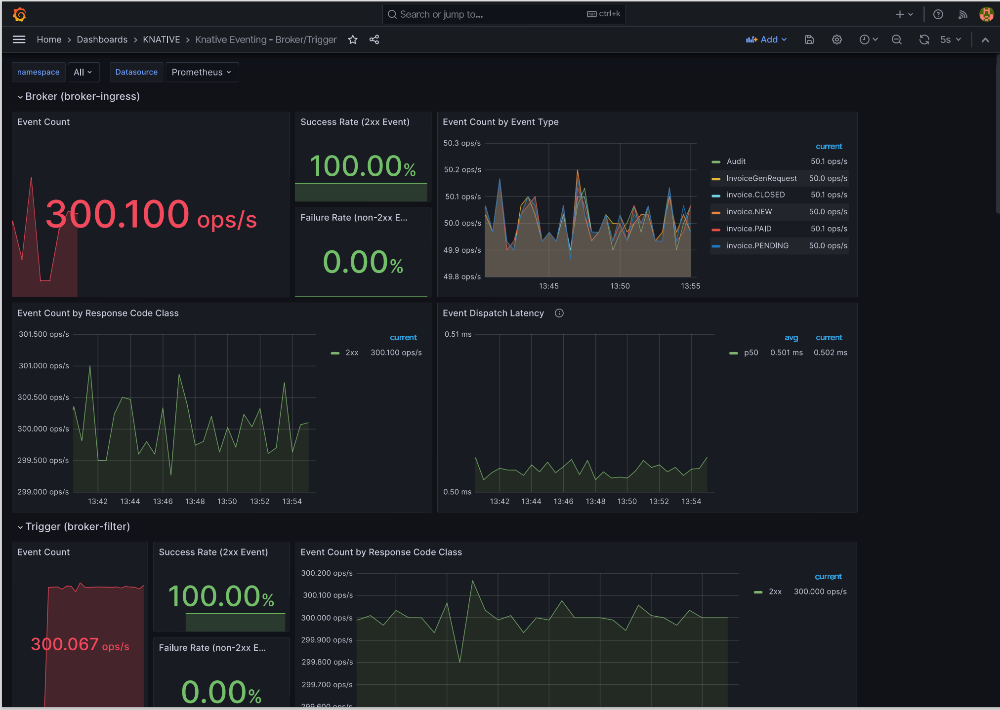 Search or jump to...
ctrl+k
Home > Dashboards > KNATIVE > Knative Eventing - Broker/Trigger
Add
5s
namespace All Datasource Prometheus
Broker (broker-ingress)
Event Count
300.100 ops/s
Success Rate (2xx Event)
100.00%
Failure Rate (non-2xx E...
0.00%
Event Count by Event Type
50.3 ops/s
50.2 ops/s
50.1 ops/s
50.0 ops/s
49.9 ops/s
49.8 ops/s
13:45 13:50 13:55
current
Audit 50.1 ops/s
InvoiceGenRequest 50.0 ops/s
invoice.CLOSED 50.1 ops/s
invoice.NEW 50.0 ops/s
invoice.PAID 50.1 ops/s
invoice.PENDING 50.0 ops/s
Event Count by Response Code Class
301.500 ops/s
301.000 ops/s
300.500 ops/s
300.000 ops/s
299.500 ops/s
299.000 ops/s
13:42 13:44 13:46 13:48 13:50 13:52 13:54
current
2xx 300.100 ops/s
Event Dispatch Latency
0.51 ms
0.50 ms
13:42 13:44 13:46 13:48 13:50 13:52 13:54
avg current
p50 0.501 ms 0.502 ms
Trigger (broker-filter)
Event Count
300.067 ops/s
Success Rate (2xx Event)
100.00%
Failure Rate (non-2xx E...
0.00%
Event Count by Response Code Class
300.200 ops/s
300.100 ops/s
300.000 ops/s
299.900 ops/s
299.800 ops/s
299.700 ops/s
299.600 ops/s
current
2xx 300.000 ops/s